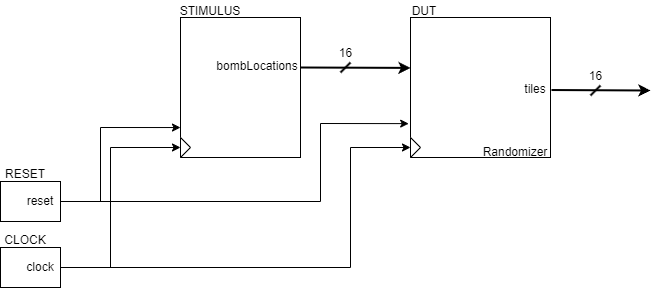 STIMULUS
DUT
bombLocations
16
16
tiles
Randomizer
RESET
reset
CLOCK
clock